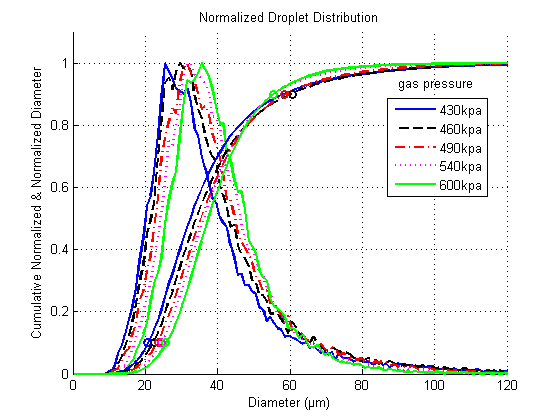 Normalized Droplet Distribution
Cumulative Normalized & Normalized Diameter
1
0.8
0.6
0.4
0.2
0
gas pressure
430kpa
460kpa
490kpa
540kpa
600kpa
0 20 40 60 80 100 120
Diameter (µm)